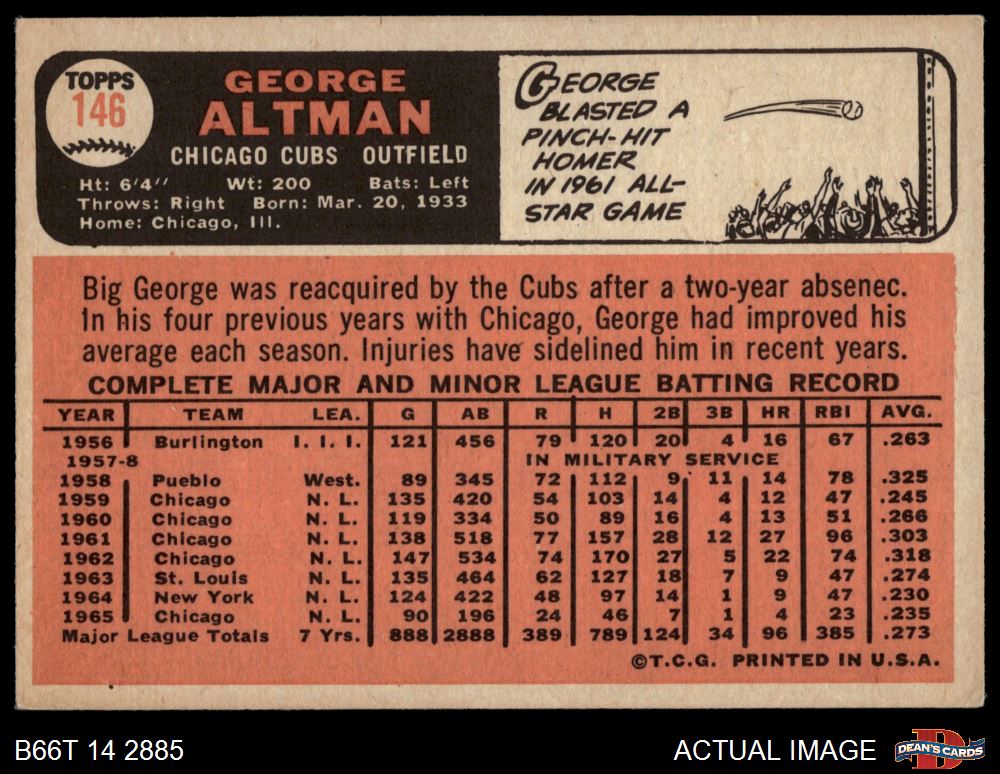 TOPPS
146
GEORGE
ALTMAN
CHICAGO CUBS OUTFIELD
Ht: 6'4" Wt: 200 Bats: Left
Throws: Right Born: Mar. 20, 1933
Home: Chicago, Ill.
GEORGE
BLASTED A
PINCH-HIT
HOMER
IN 1961 ALL-
STAR GAME
Big George was reacquired by the Cubs after a two-year absenec.
In his four previous years with Chicago, George had improved his
average each season. Injuries have sidelined him in recent years.
COMPLETE MAJOR AND MINOR LEAGUE BATTING RECORD
YEAR TEAM LEA. G AB R H 2B 3B HR RBI AVG.
1956 Burlington I. I. I. 121 456 79 120 20 4 16 67 .263
1957-8 IN MILITARY SERVICE
1958 Pueblo West. 89 345 72 112 9 11 14 78 .325
1959 Chicago N. L. 135 420 54 103 14 4 12 47 .245
1960 Chicago N. L. 119 334 50 89 16 4 13 51 .266
1961 Chicago N. L. 138 518 77 157 28 12 27 96 .303
1962 Chicago N. L. 147 534 74 170 27 5 22 74 .318
1963 St. Louis N. L. 135 464 62 127 18 7 9 47 .274
1964 New York N. L. 124 422 48 97 14 1 9 47 .230
1965 Chicago N. L. 90 196 24 46 7 1 4 23 .235
Major League Totals 7 Yrs. 888 2888 389 789 124 34 96 385 .273
©T.C.G. PRINTED IN U.S.A.
B66T 14 2885 ACTUAL IMAGE
DEAN'S CARDS